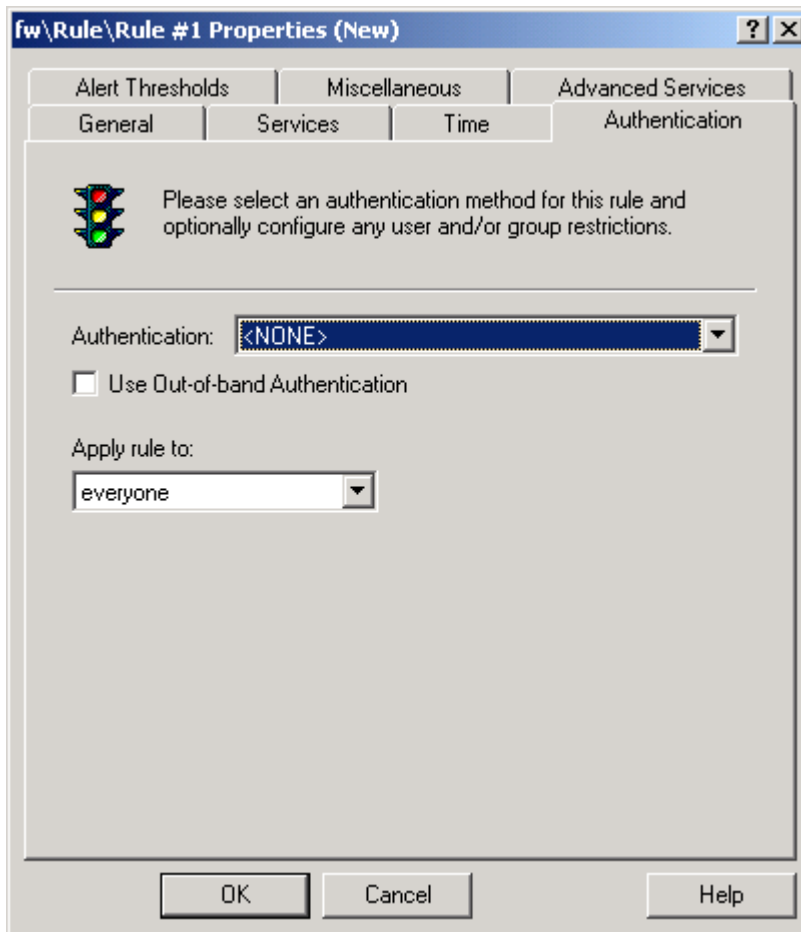 fw\Rule\Rule #1 Properties (New)
Alert Thresholds Miscellaneous Advanced Services
General Services Time Authentication
Please select an authentication method for this rule and
optionally configure any user and/or group restrictions.
Authentication: <NONE>
Use Out-of-band Authentication
Apply rule to:
everyone
OK Cancel Help